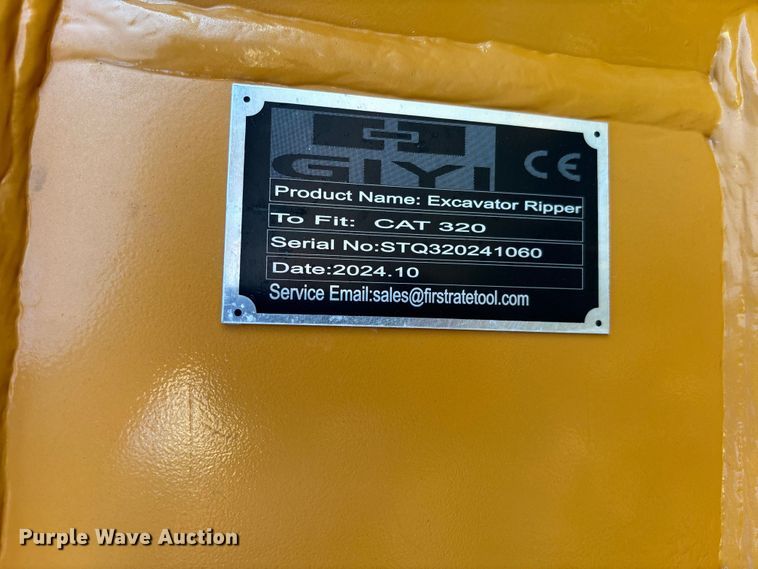 GIYI CE
Product Name: Excavator Ripper
To Fit: CAT 320
Serial No:STQ320241060
Date:2024.10
Service Email:sales@firstratetool.com
Purple Wave Auction